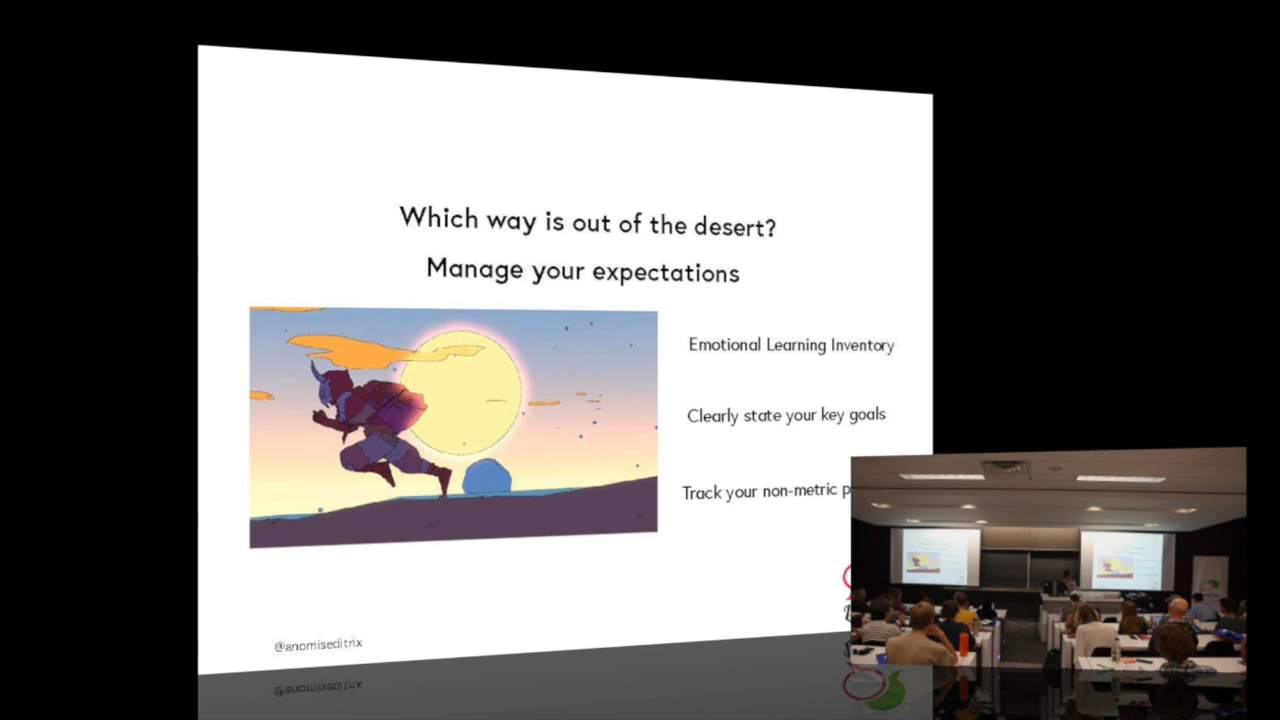 Which way is out of the desert?
Manage your expectations
Emotional Learning Inventory
Clearly state your key goals
Track your non-metric
@anomiseditrix